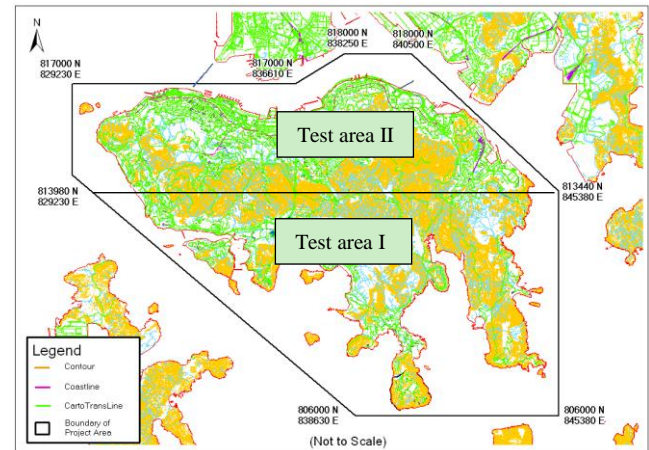 N
818000 N
838250 E
818000 N
840500 E
817000 N
829230 E
817000 N
836610 E
Test area II
813980 N
829230 E
813440 N
845380 E
Test area I
Legend
Contour
Coastline
CartoTransLine
Boundary of
Project Area
806000 N
838630 E
806000 N
845380 E
(Not to Scale)